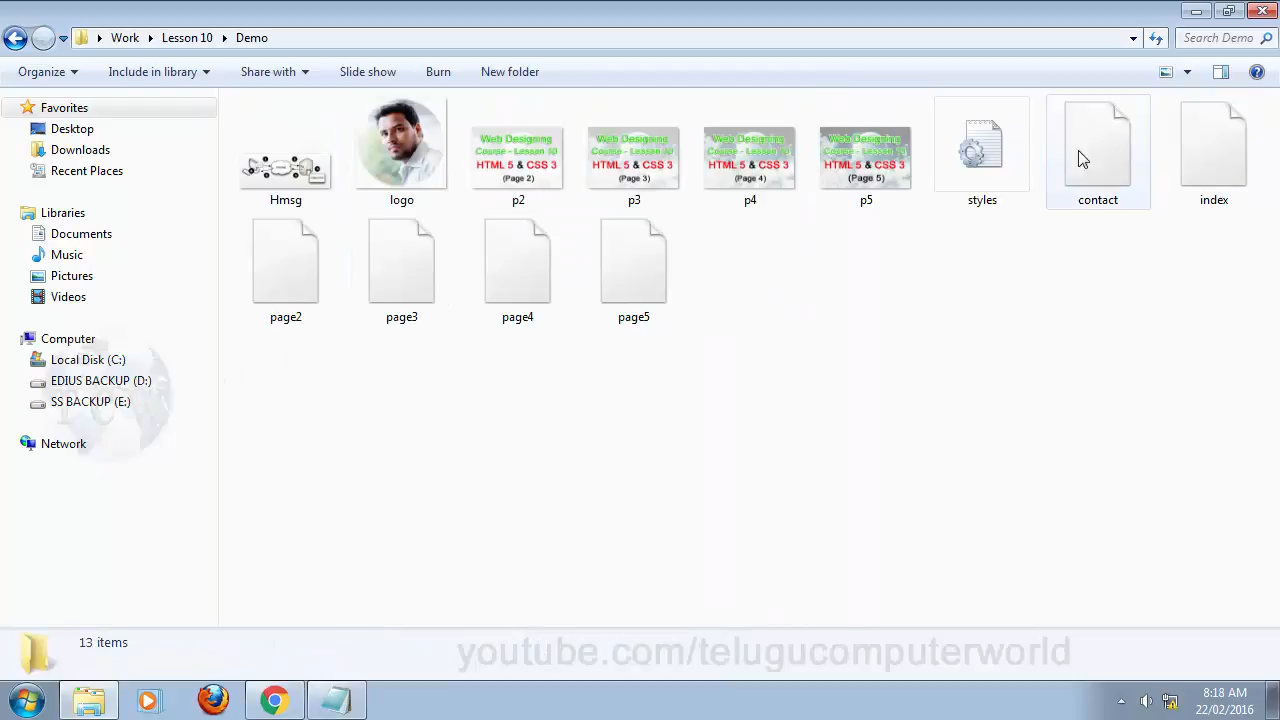 Work Lesson 10 Demo
Search Demo
Organize Include in library Share with Slide show Burn New folder
Favorites
Desktop
Downloads
Recent Places
Libraries
Documents
Music
Pictures
Videos
Computer
Local Disk (C:)
EDIUS BACKUP (D:)
SS BACKUP (E:)
Network
Web Designing
Course - Lesson 10
HTML 5 & CSS 3
(Page 2)
Web Designing
Course - Lesson 10
HTML 5 & CSS 3
(Page 3)
Web Designing
Course - Lesson 10
HTML 5 & CSS 3
(Page 4)
Web Designing
Course - Lesson 10
HTML 5 & CSS 3
(Page 5)
Hmsg logo p2 p3 p4 p5 styles contact index
page2 page3 page4 page5
13 items
youtube.com/telugucomputerworld
8:18 AM
22/02/2016